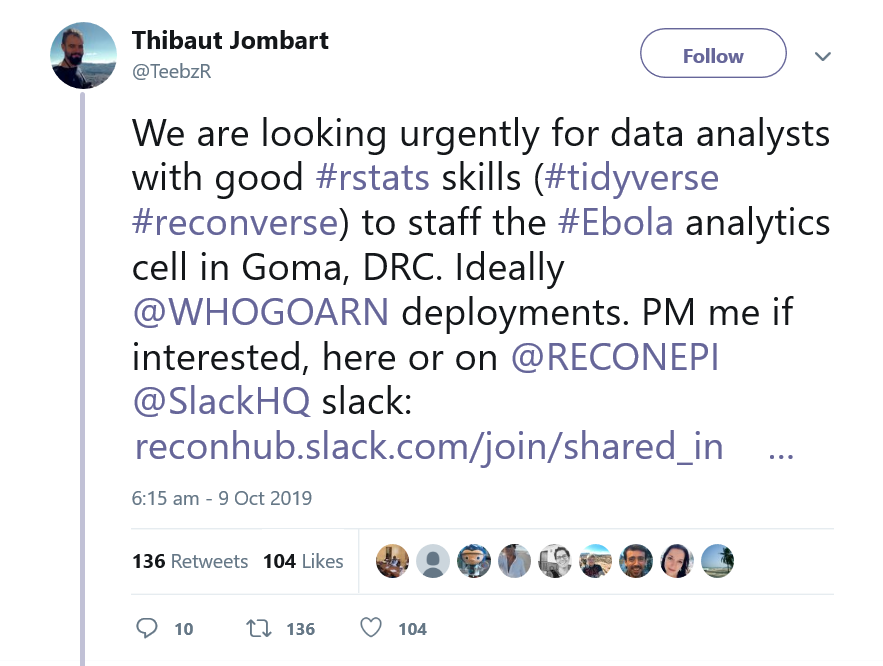 Thibaut Jombart
@TeebzR
Follow
We are looking urgently for data analysts
with good #rstats skills (#tidyverse
#reconverse) to staff the #Ebola analytics
cell in Goma, DRC. Ideally
@WHOGOARN deployments. PM me if
interested, here or on @RECONEPI
@SlackHQ slack:
reconhub.slack.com/join/shared_in ...
6:15 am - 9 Oct 2019
136 Retweets 104 Likes
10 136 104